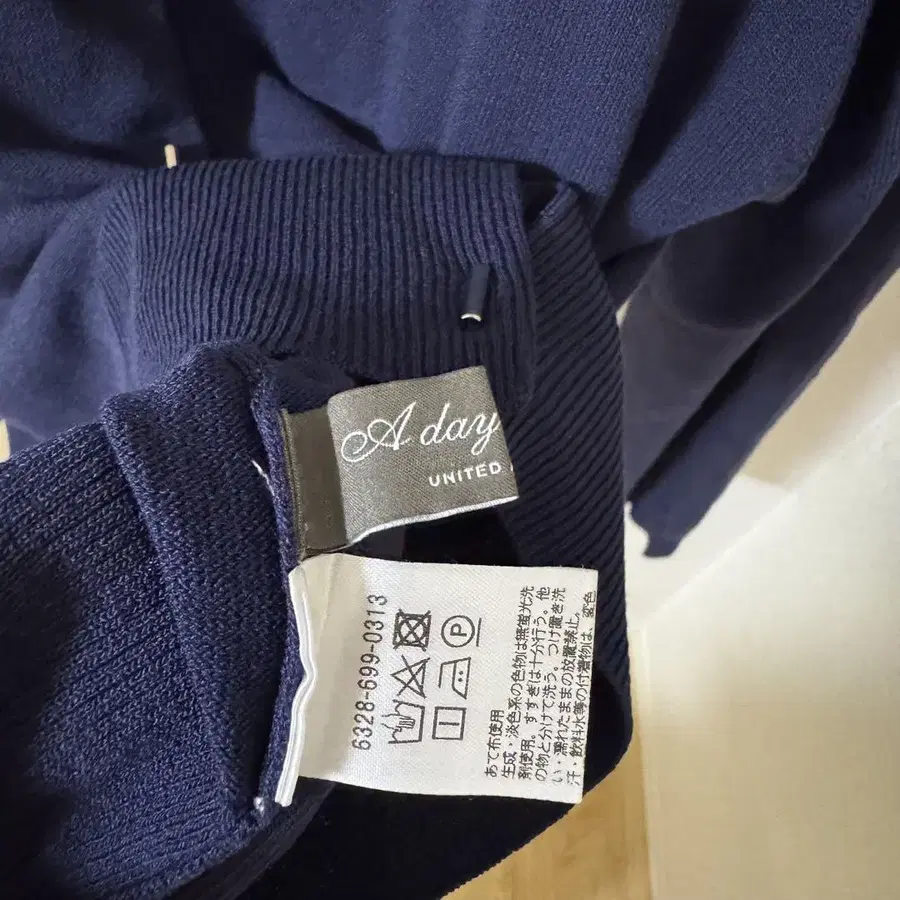 A day
UNITED
6328-699-0313
P
あて布使用
生成・淡色系の色物は無蛍光洗
剤使用。すすぎは十分行う。他
の物と分けて洗う。つけ置き洗
い・濡れたままの放置禁止。
汗・飲料水等の付着物は、変色